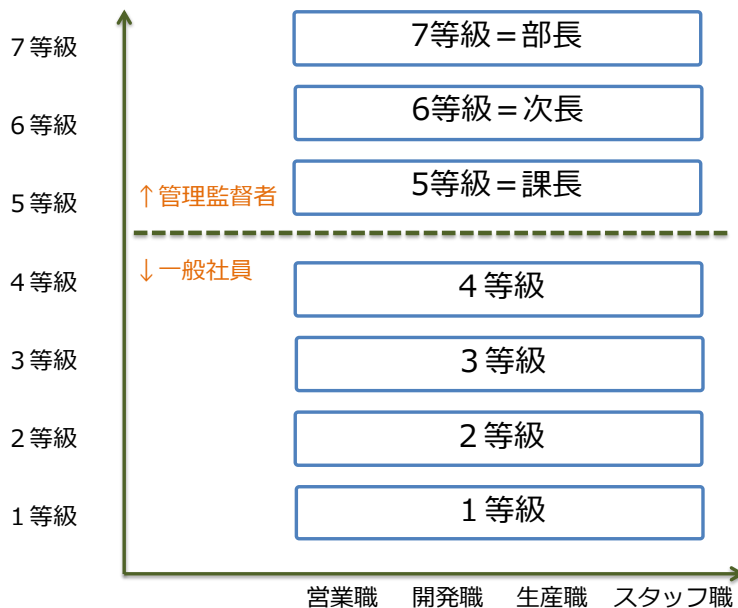 7等級
7等級＝部長
6等級
6等級＝次長
5等級
↑管理監督者
5等級＝課長
↓一般社員
4等級
４等級
3等級
３等級
2等級
２等級
1等級
１等級
営業職 開発職 生産職 スタッフ職